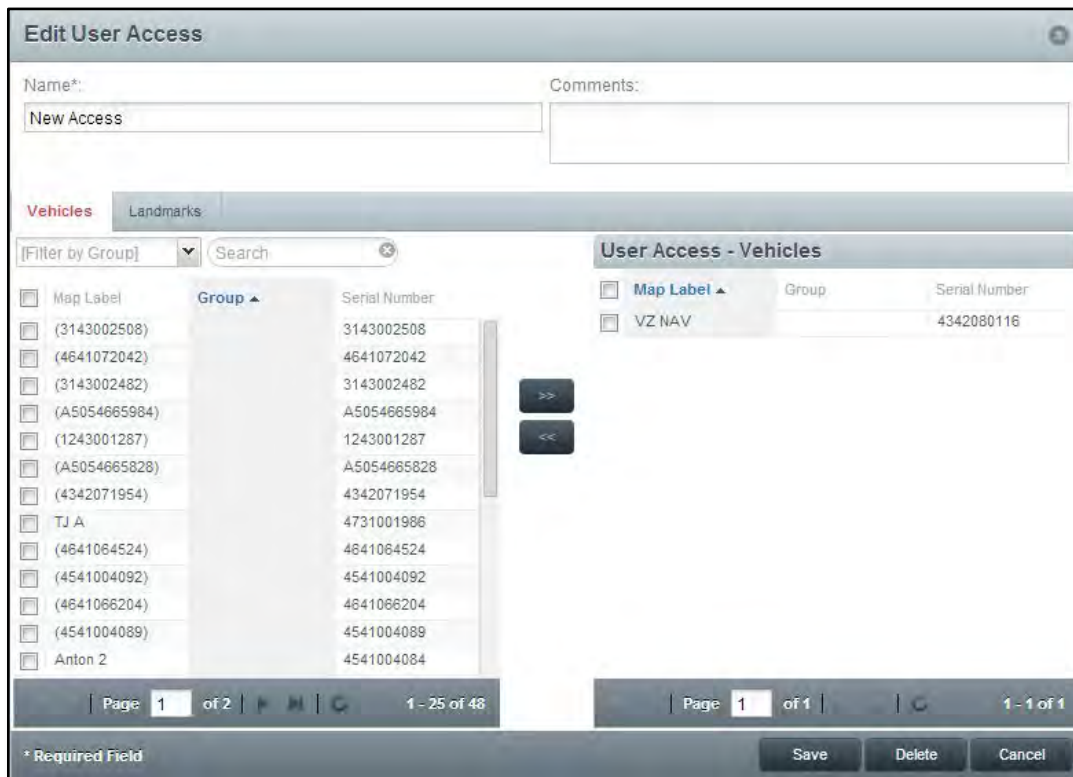 Edit User Access
Name*: Comments:
New Access
Vehicles Landmarks
[Filter by Group] Search User Access - Vehicles
Map Label Group Serial Number Map Label Group Serial Number
(3143002508) 3143002508 VZ NAV 4342080116
(4641072042) 4641072042
(3143002482) 3143002482
(A5054665984) A5054665984
>>
(1243001287) 1243001287
<<
(A5054665828) A5054665828
(4342071954) 4342071954
TJ A 4731001986
(4641064524) 4641064524
(4541004092) 4541004092
(4641066204) 4641066204
(4541004089) 4541004089
Anton 2 4541004084
Page 1 of 2 1 - 25 of 48 Page 1 of 1 1 - 1 of 1
* Required Field Save Delete Cancel